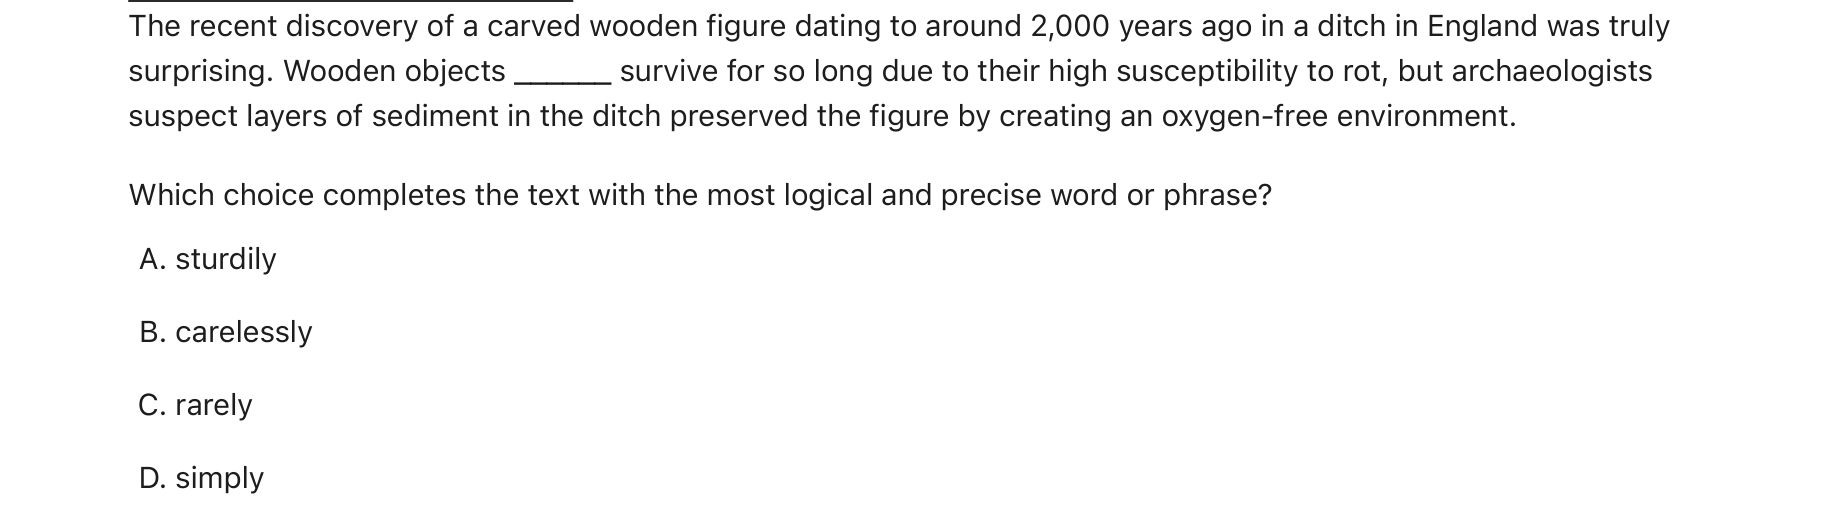 The recent discovery of a carved wooden figure dating to around 2,000 years ago in a ditch in England was truly
surprising. Wooden objects ______ survive for so long due to their high susceptibility to rot, but archaeologists
suspect layers of sediment in the ditch preserved the figure by creating an oxygen-free environment.
Which choice completes the text with the most logical and precise word or phrase?
A. sturdily
B. carelessly
C. rarely
D. simply